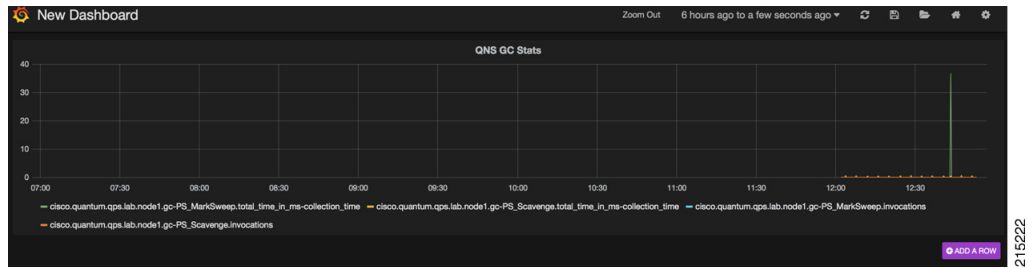 New Dashboard Zoom Out 6 hours ago to a few seconds ago
QNS GC Stats
40
30
20
10
0
07:00 07:30 08:00 08:30 09:00 09:30 10:00 10:30 11:00 11:30 12:00 12:30
cisco.quantum.qps.lab.node1.gc-PS_MarkSweep.total_time_in_ms-collection_time cisco.quantum.qps.lab.node1.gc-PS_Scavenge.total_time_in_ms-collection_time cisco.quantum.qps.lab.node1.gc-PS_MarkSweep.invocations
cisco.quantum.qps.lab.node1.gc-PS_Scavenge.invocations
ADD A ROW
215222